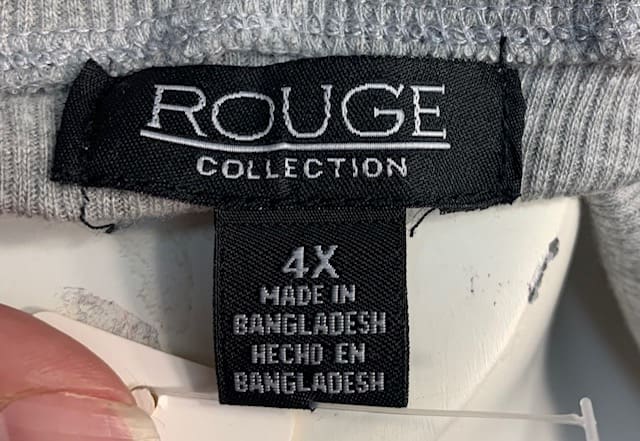 ROUGE
COLLECTION
4X
MADE IN
BANGLADESH
HECHO EN
BANGLADESH